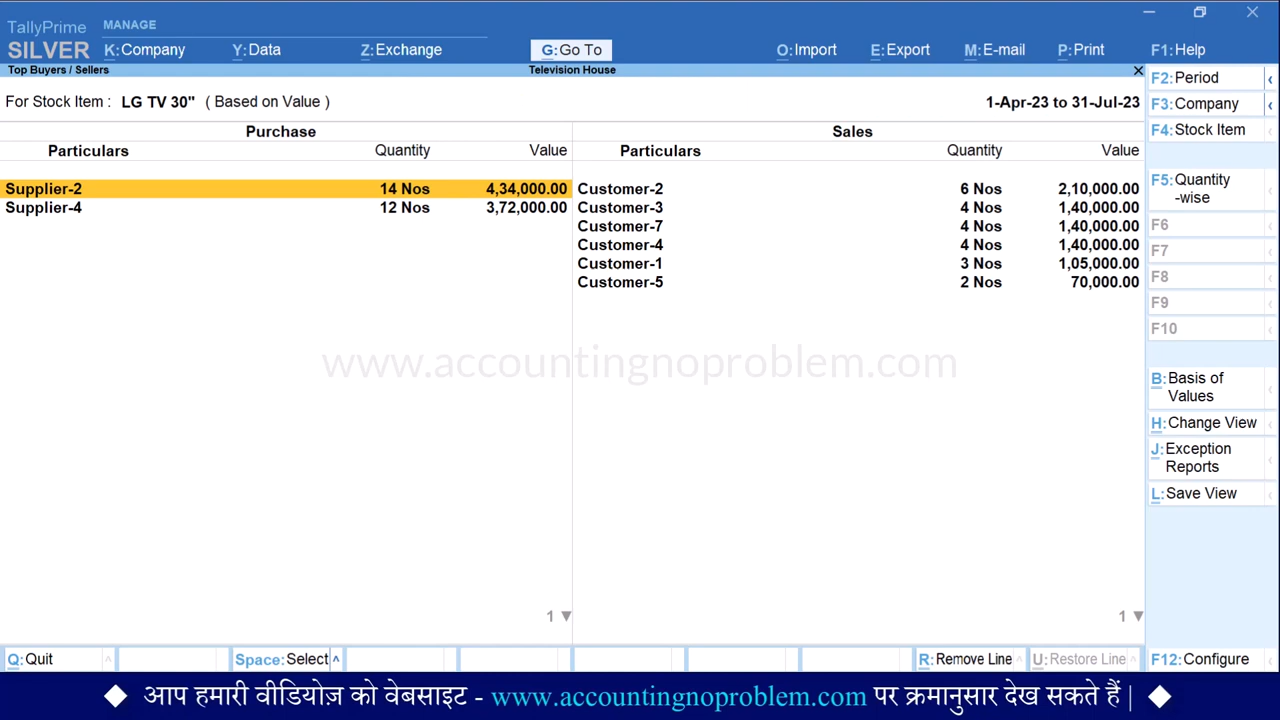 TallyPrime MANAGE
SILVER K:Company Y:Data Z:Exchange G:Go To O:Import E:Export M:E-mail P:Print F1:Help
Top Buyers / Sellers Television House
For Stock Item : LG TV 30" ( Based on Value ) 1-Apr-23 to 31-Jul-23
Purchase Sales
Particulars Quantity Value Particulars Quantity Value
Supplier-2 14 Nos 4,34,000.00 Customer-2 6 Nos 2,10,000.00
Supplier-4 12 Nos 3,72,000.00 Customer-3 4 Nos 1,40,000.00
Customer-7 4 Nos 1,40,000.00
Customer-4 4 Nos 1,40,000.00
Customer-1 3 Nos 1,05,000.00
Customer-5 2 Nos 70,000.00
www.accountingnoproblem.com
1 1
F2:Period
F3:Company
F4:Stock Item
F5:Quantity
-wise
F6
F7
F8
F9
F10
B:Basis of
Values
H:Change View
J:Exception
Reports
L:Save View
Q:Quit Space:Select R:Remove Line U:Restore Line F12:Configure
आप हमारी वीडियोज़ को वेबसाइट - www.accountingnoproblem.com पर क्रमानुसार देख सकते हैं |